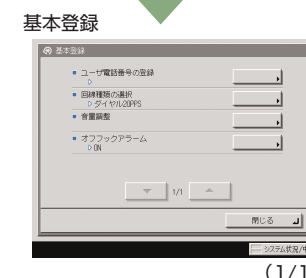 基本登録
基本登録
■ ユーザ電話番号の登録
▷
■ 回線種類の選択
▷ダイヤル20PPS
■ 音量調整
■ オフフックアラーム
▷ON
1/1
閉じる
システム状況/中
(1/1